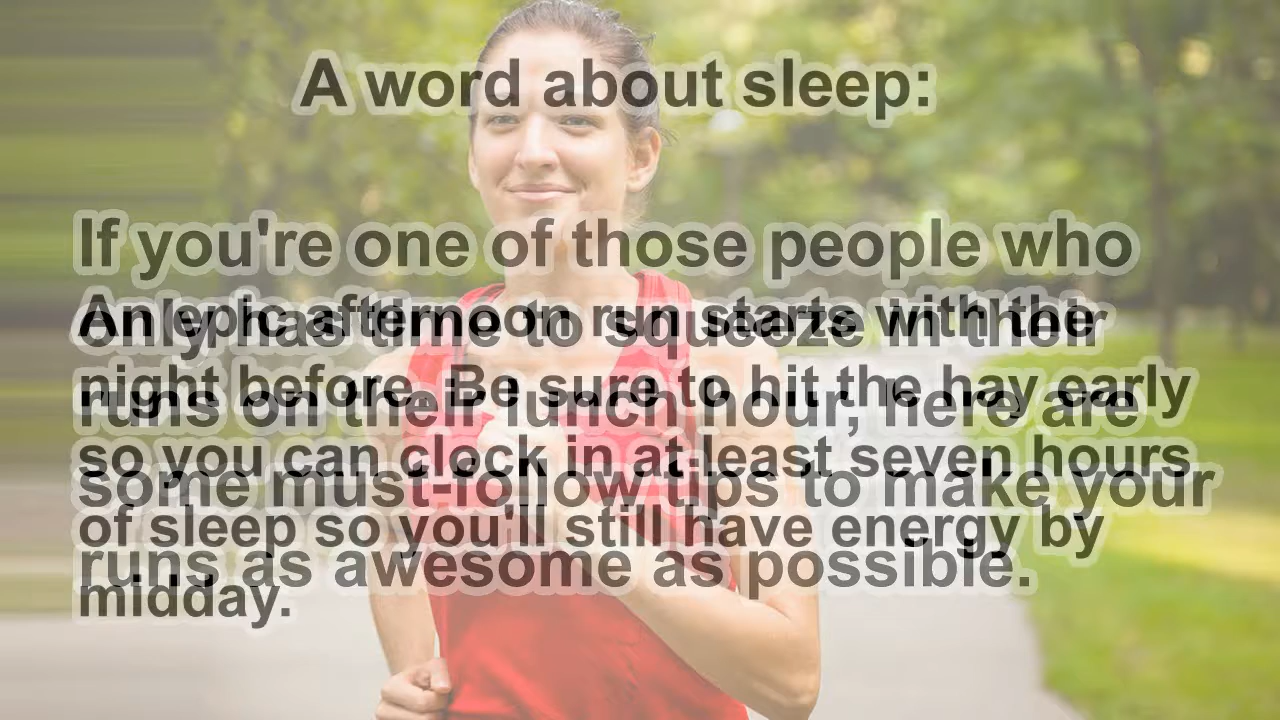 A word about sleep:
If you're one of those people who
only has time to squeeze in their
runs on their lunch hour, here are
some must-follow tips to make your
runs as awesome as possible.
An epic afternoon run starts with the
night before. Be sure to hit the hay early
so you can clock in at least seven hours
of sleep so you'll still have energy by
midday.